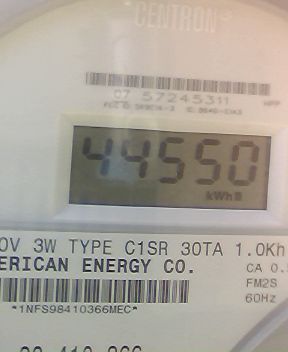 CENTRON®
07 57245311
44550
kWh
0V 3W TYPE C1SR 30TA 1.0Kh
ERICAN ENERGY CO.
CA 0.5
FM2S
60Hz
*1NFS98410366MEC*